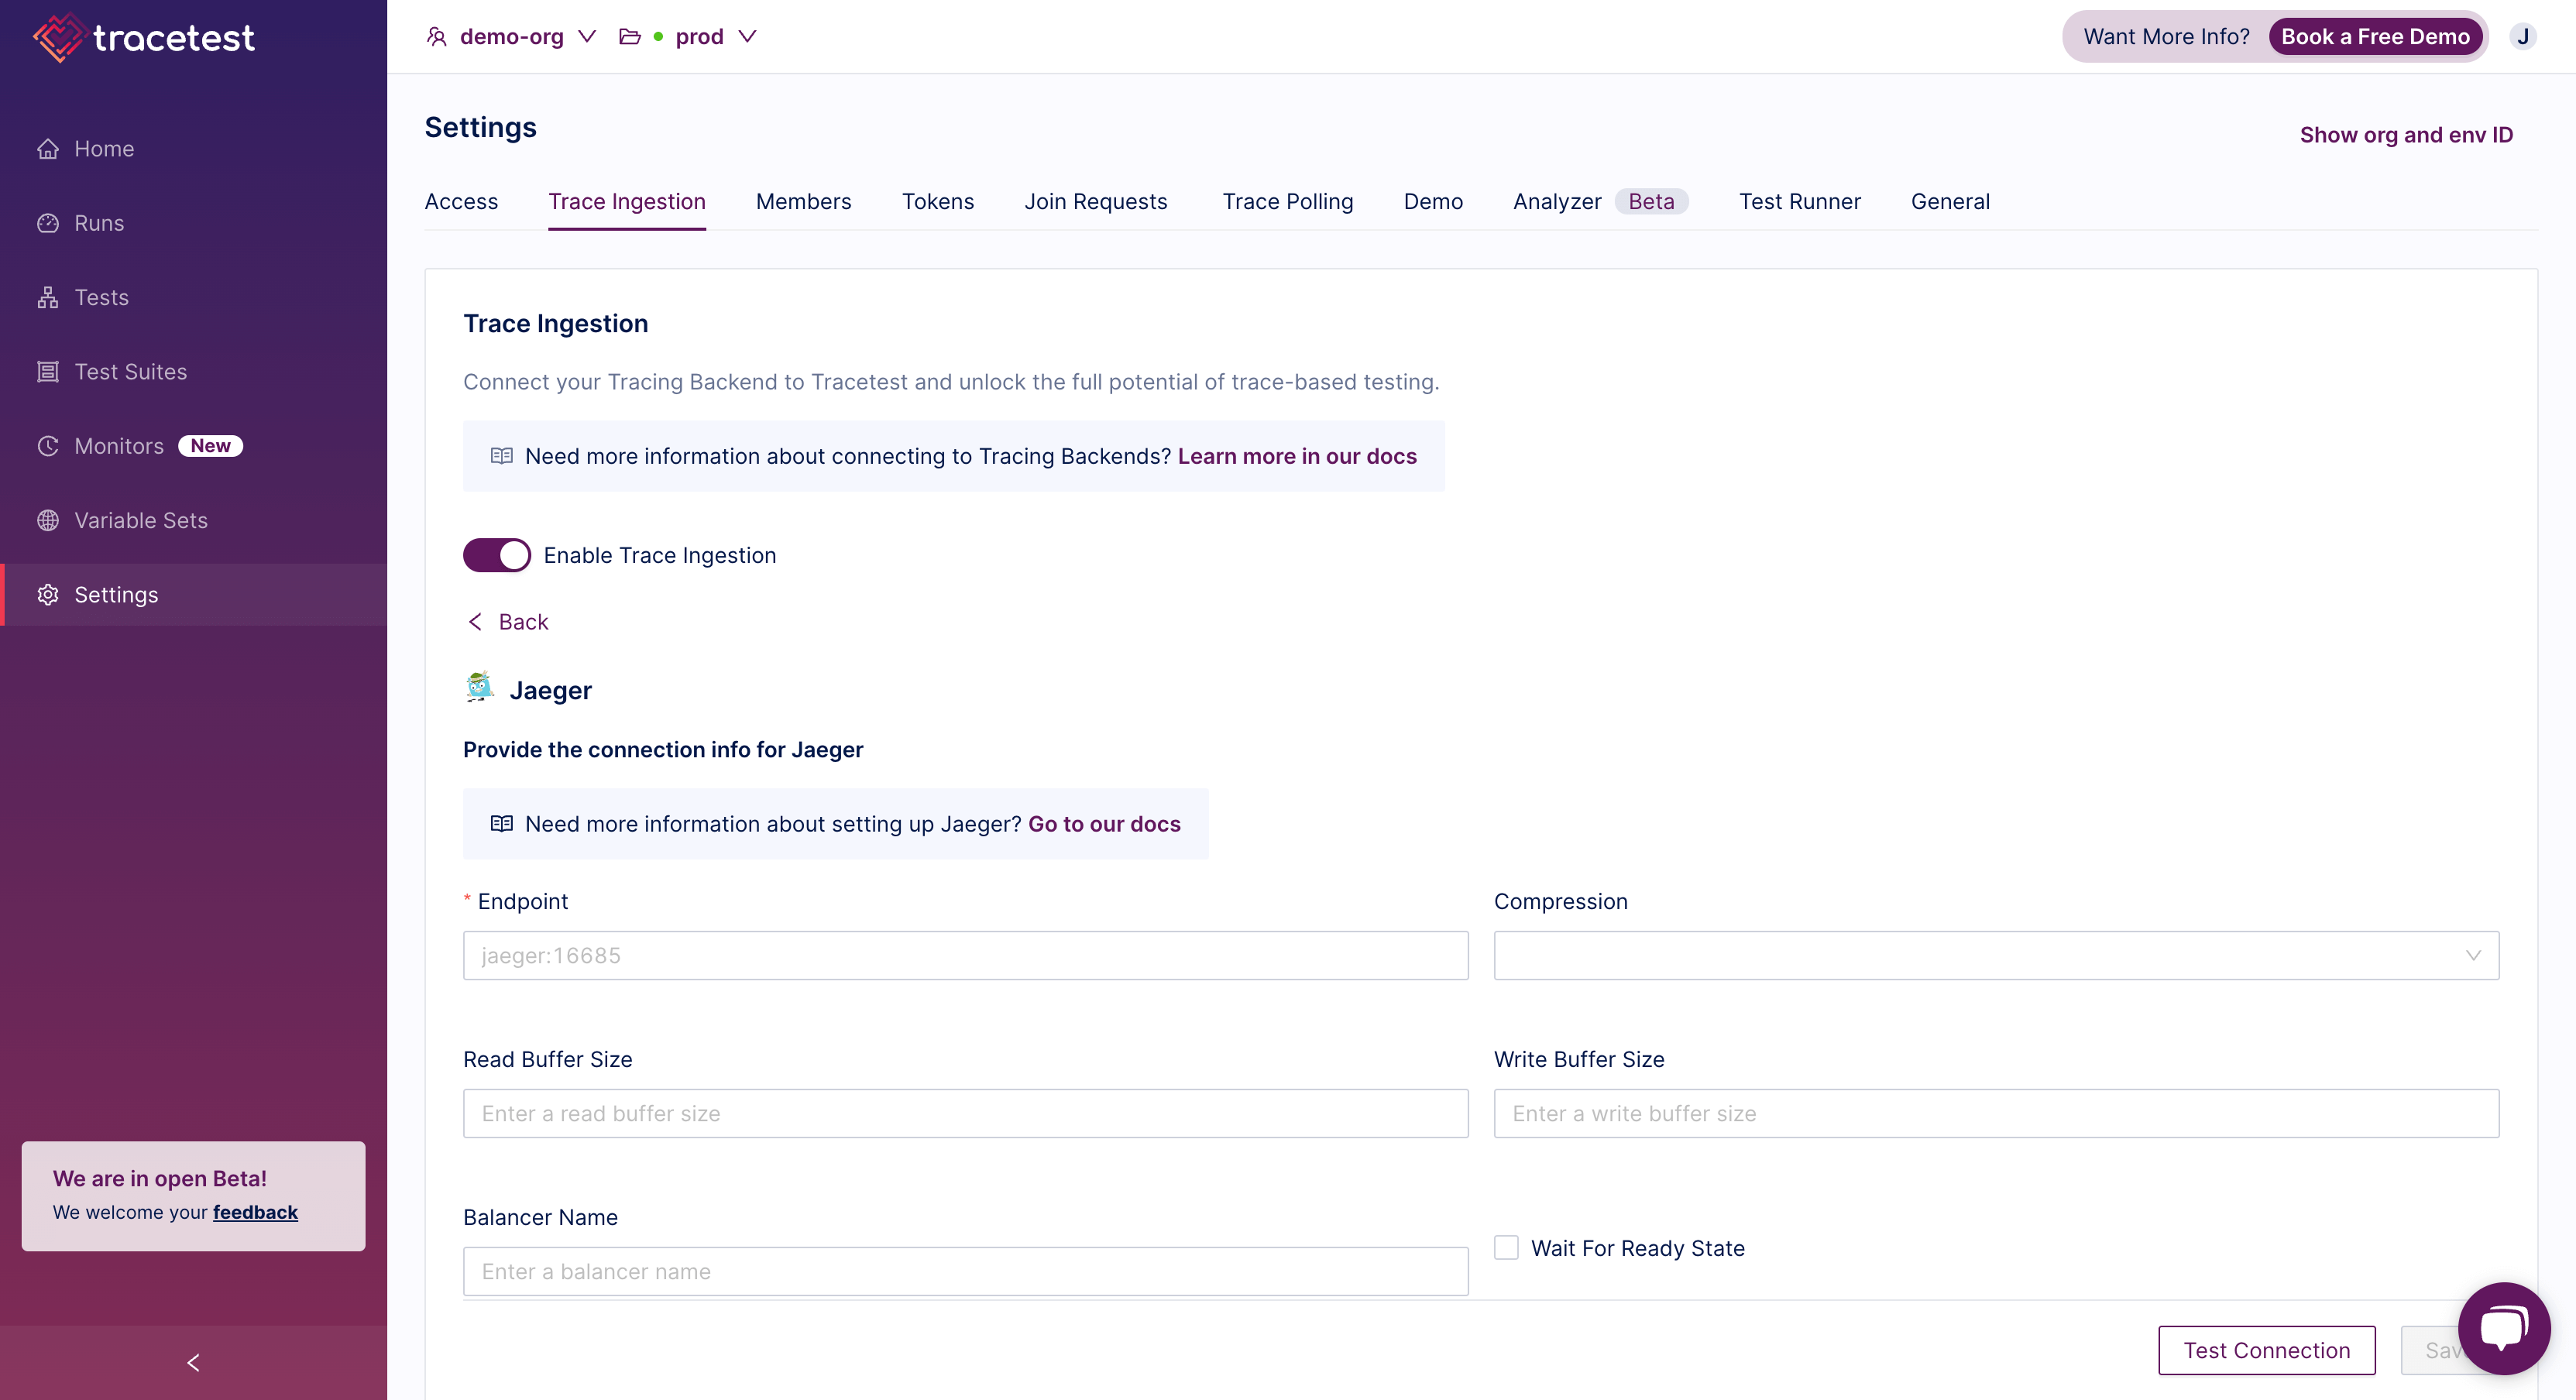 tracetest
demo-org
prod
Want More Info?
Book a Free Demo
J
Home
Runs
Tests
Test Suites
Monitors New
Variable Sets
Settings
We are in open Beta!
We welcome your feedback
Settings
Show org and env ID
Access
Trace Ingestion
Members
Tokens
Join Requests
Trace Polling
Demo
Analyzer Beta
Test Runner
General
Trace Ingestion
Connect your Tracing Backend to Tracetest and unlock the full potential of trace-based testing.
Need more information about connecting to Tracing Backends? Learn more in our docs
Enable Trace Ingestion
Back
Jaeger
Provide the connection info for Jaeger
Need more information about setting up Jaeger? Go to our docs
* Endpoint
jaeger:16685
Compression
Read Buffer Size
Enter a read buffer size
Write Buffer Size
Enter a write buffer size
Balancer Name
Enter a balancer name
Wait For Ready State
Test Connection